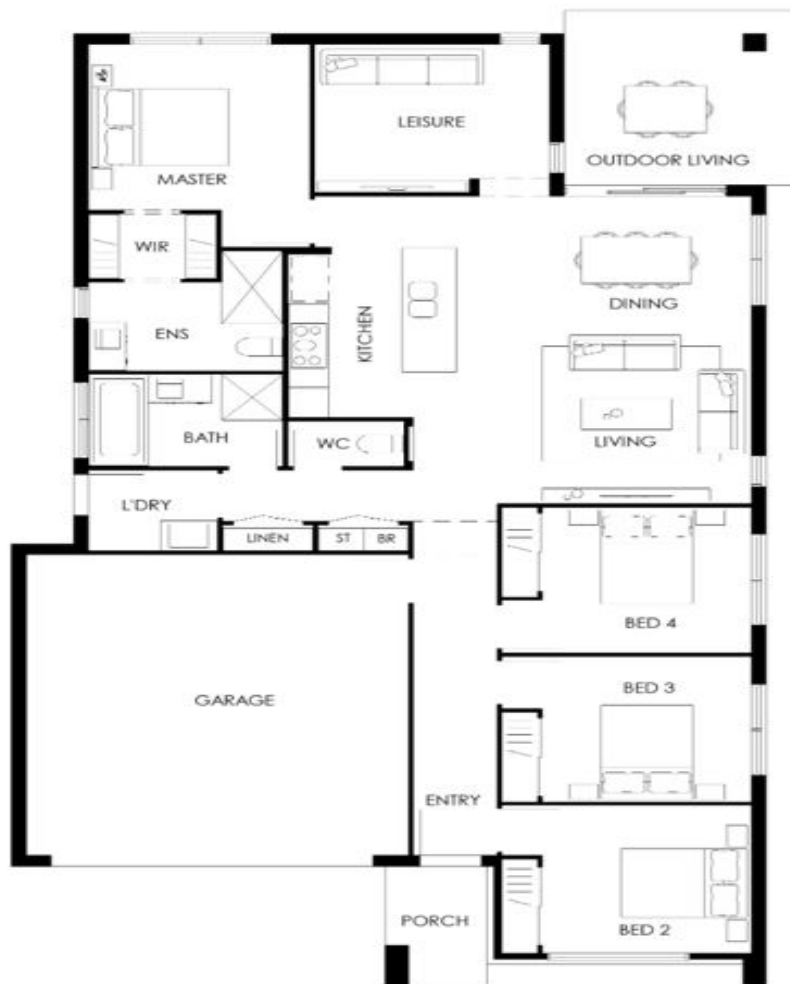 LEISURE
OUTDOOR LIVING
MASTER
WIR
DINING
ENS
KITCHEN
BATH
WC
LIVING
L'DRY
LINEN
ST
BR
BED 4
BED 3
GARAGE
ENTRY
PORCH
BED 2